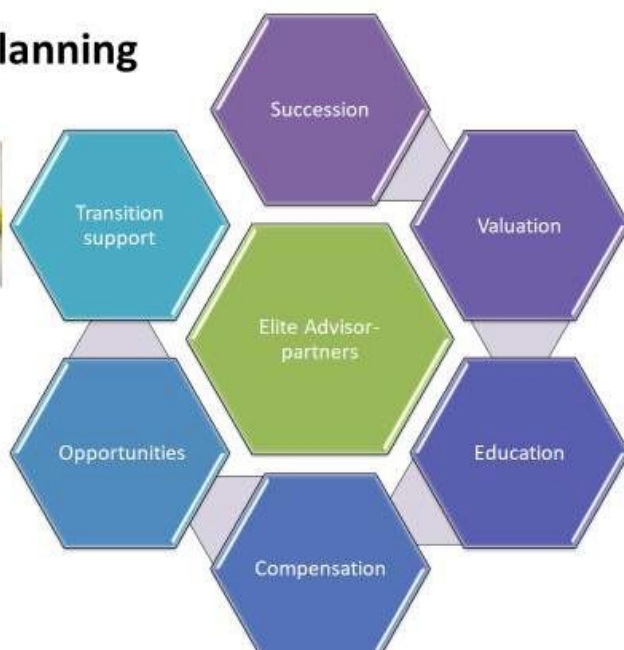 lanning
Succession
Transition
support
Valuation
Elite Advisor-
partners
Opportunities
Education
Compensation